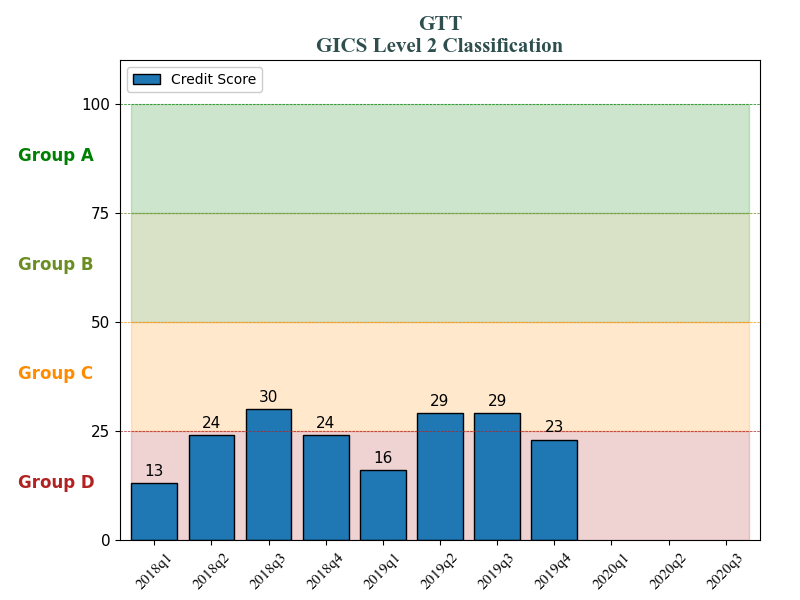 GTT
GICS Level 2 Classification
Credit Score
100
Group A
75
Group B
50
Group C
30
29
29
24
24
23
25
16
13
Group D
0
2018q1
2018q2
2018q3
2018q4
2019q1
2019q2
2019q3
2019q4
2020q1
2020q2
2020q3